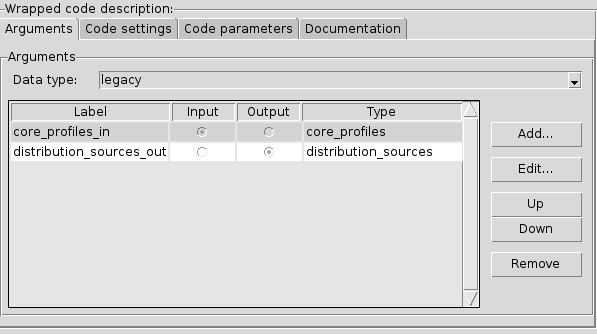 Wrapped code description:
Arguments Code settings Code parameters Documentation
Arguments
Data type: legacy
Label Input Output Type
core_profiles_in core_profiles
distribution_sources_out distribution_sources
Add...
Edit...
Up
Down
Remove